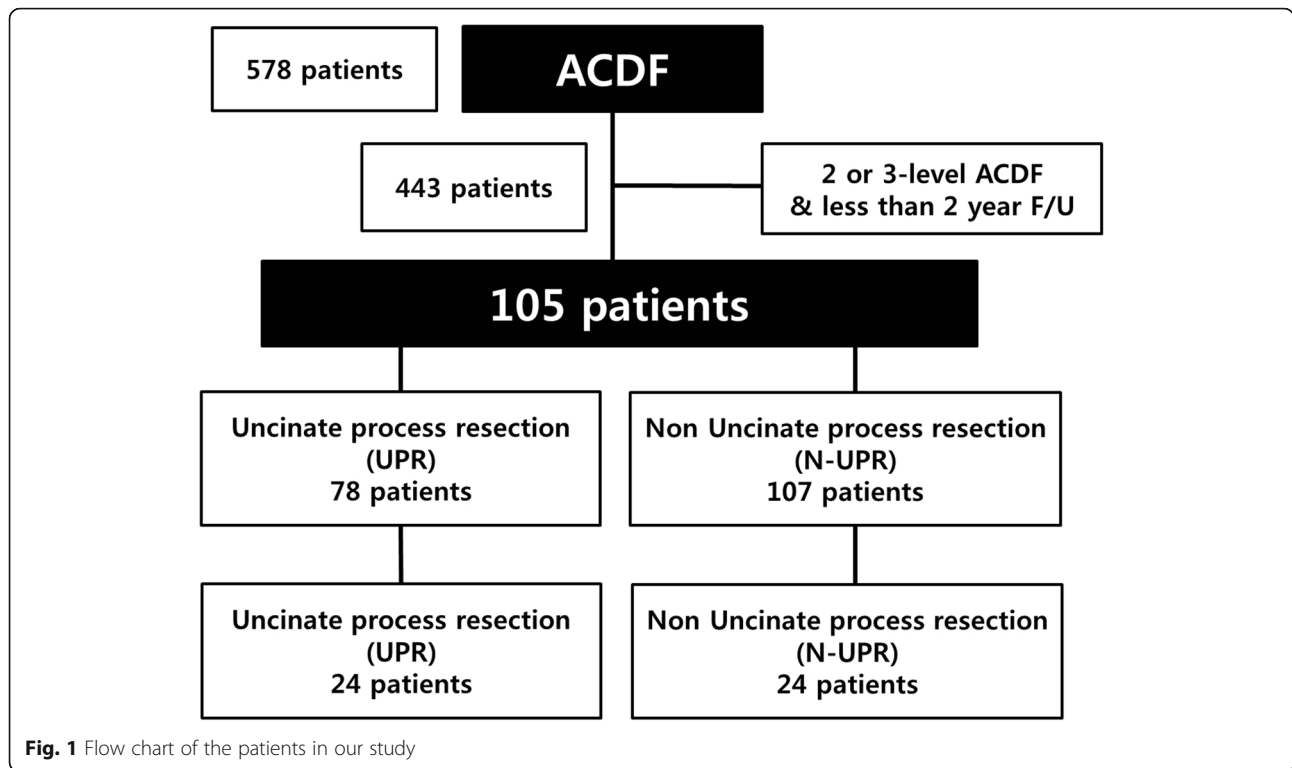 578 patients
ACDF
443 patients
2 or 3-level ACDF
& less than 2 year F/U
105 patients
Uncinate process resection
(UPR)
78 patients
Non Uncinate process resection
(N-UPR)
107 patients
Uncinate process resection
(UPR)
24 patients
Non Uncinate process resection
(N-UPR)
24 patients
Fig. 1 Flow chart of the patients in our study